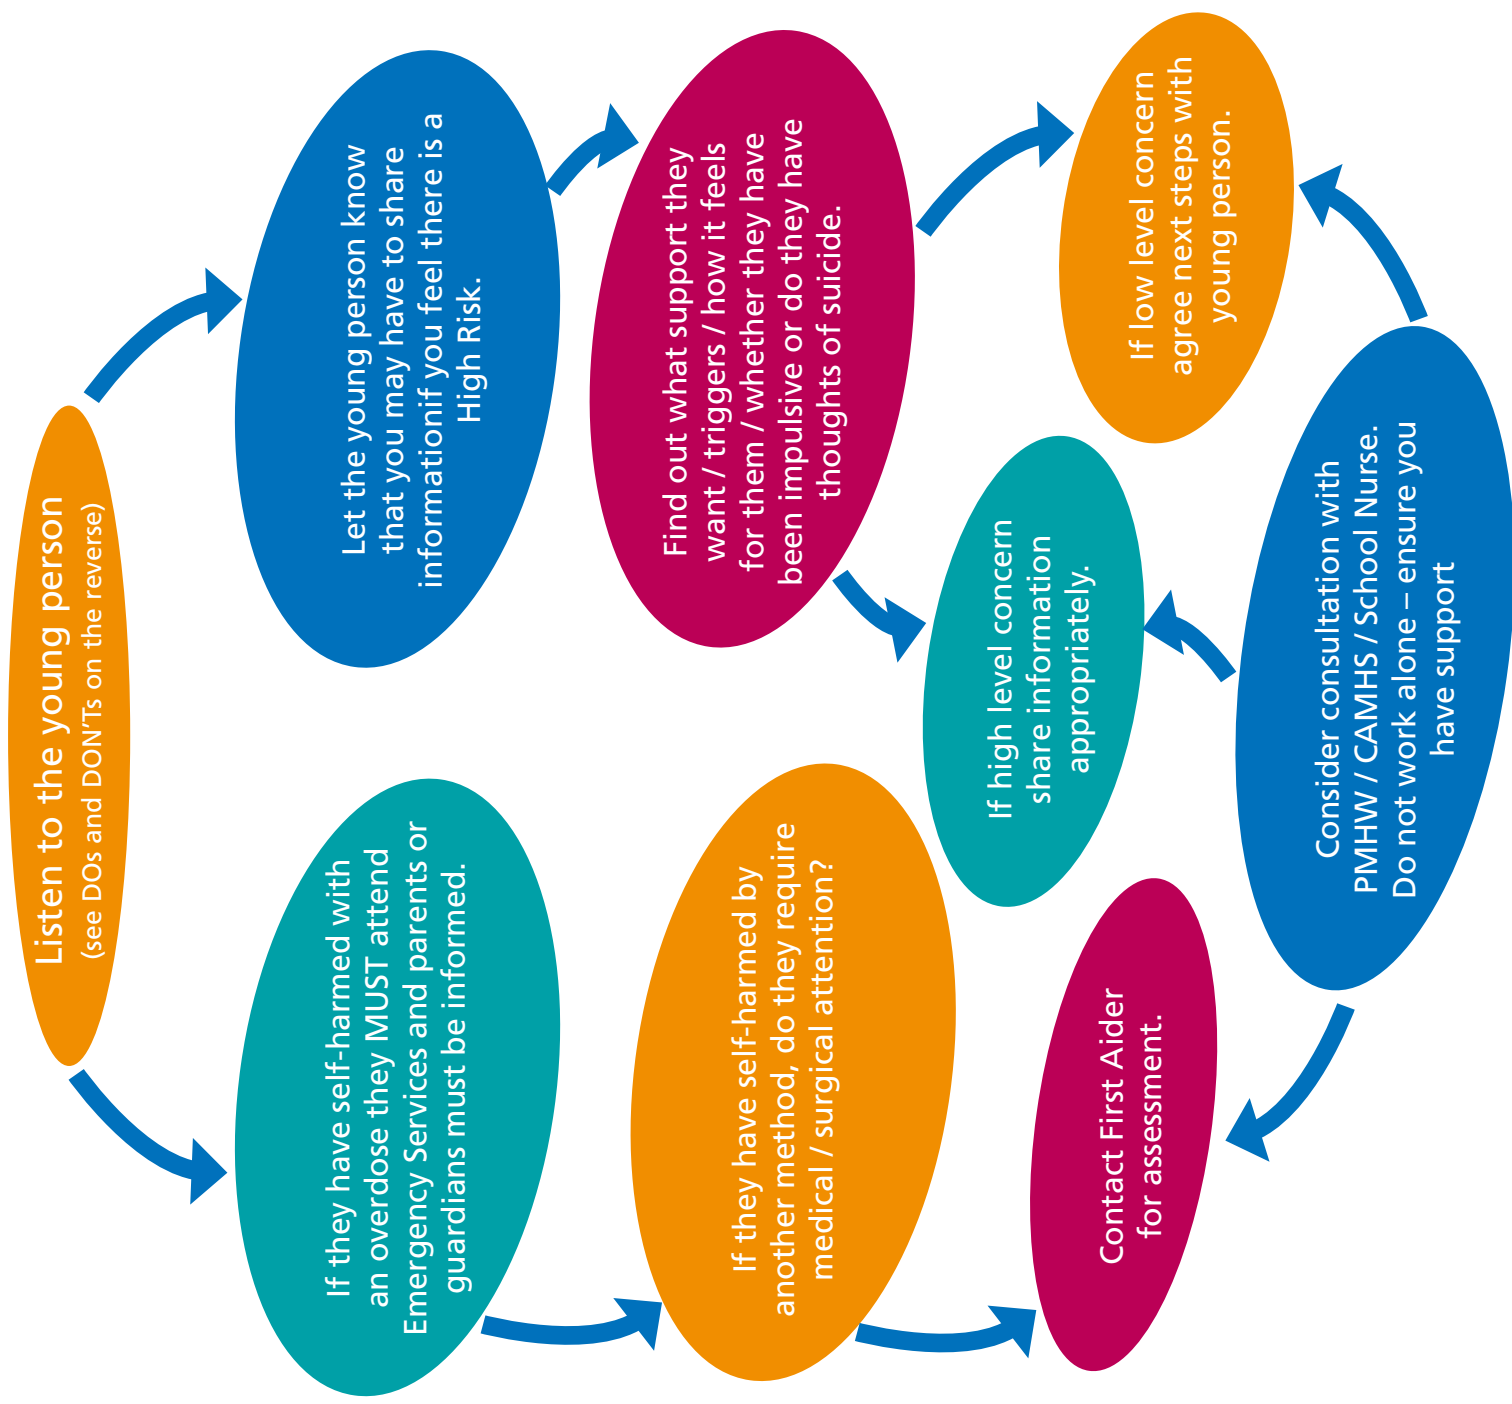 Listen to the young person
(see DOs and DON'Ts on the reverse)
If they have self-harmed with
an overdose they MUST attend
Emergency Services and parents or
guardians must be informed.
Let the young person know
that you may have to share
informationif you feel there is a
High Risk.
If they have self-harmed by
another method, do they require
medical / surgical attention?
Find out what support they
want / triggers / how it feels
for them / whether they have
been impulsive or do they have
thoughts of suicide.
Contact First Aider
for assessment.
If high level concern
share information
appropriately.
If low level concern
agree next steps with
young person.
Consider consultation with
PMHW / CAMHS / School Nurse.
Do not work alone – ensure you
have support